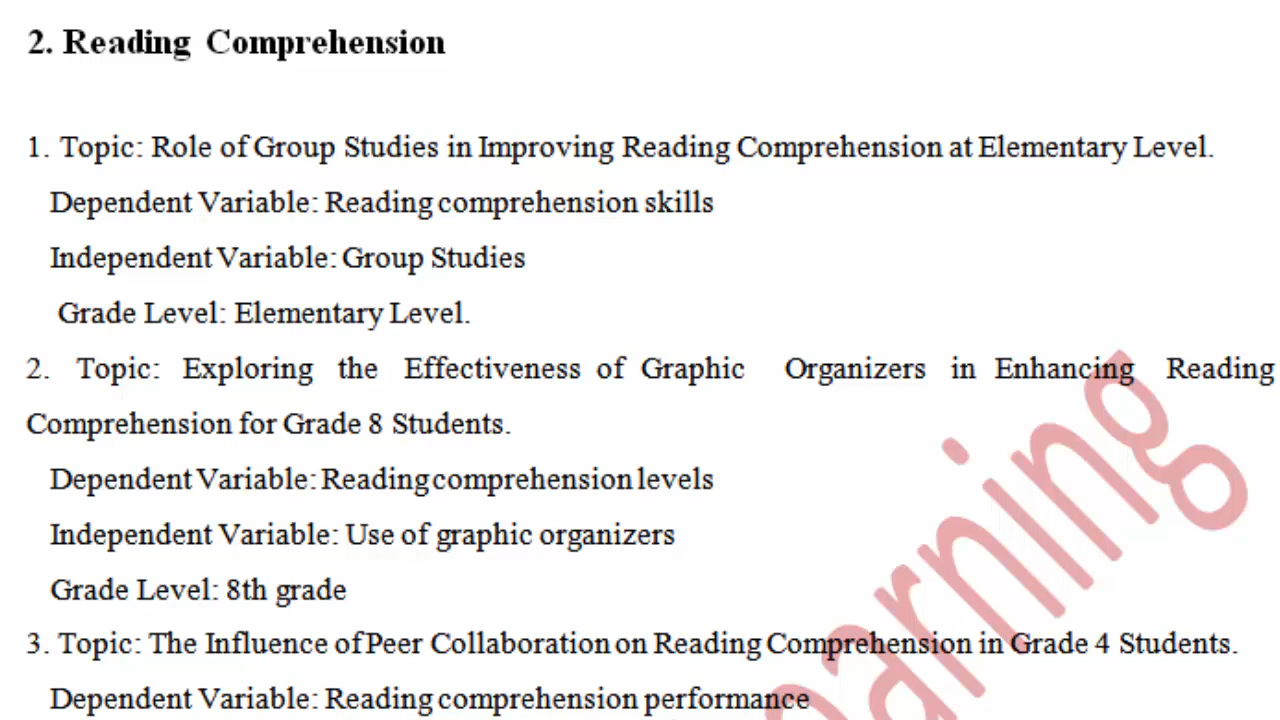 2. Reading Comprehension
1. Topic: Role of Group Studies in Improving Reading Comprehension at Elementary Level.
Dependent Variable: Reading comprehension skills
Independent Variable: Group Studies
Grade Level: Elementary Level.
2. Topic: Exploring the Effectiveness of Graphic Organizers in Enhancing Reading
Comprehension for Grade 8 Students.
Dependent Variable: Reading comprehension levels
Independent Variable: Use of graphic organizers
Grade Level: 8th grade
3. Topic: The Influence of Peer Collaboration on Reading Comprehension in Grade 4 Students.
Dependent Variable: Reading comprehension performance
arning